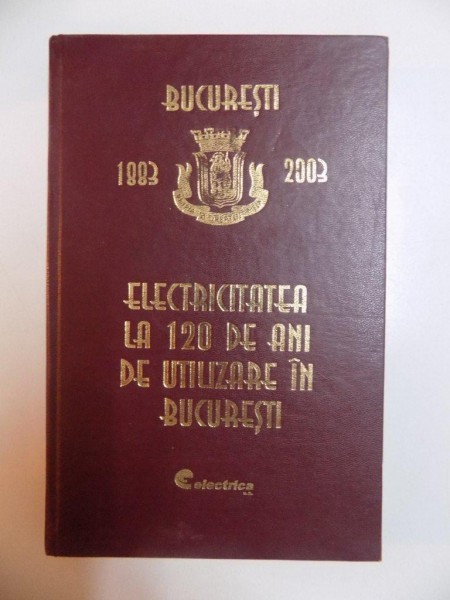 BUCUREȘTI
1883 2003
ELECTRICITATEA
LA 120 DE ANI
DE UTILIZARE ÎN
BUCUREȘTI
electrica
s.a.